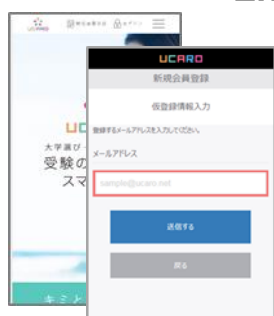 UCARO
大学選び
受験の
スマ
キミと
UCARO
新規会員登録
仮登録情報入力
登録するメールアドレスを入力してください。
メールアドレス
sample@ucaro.net
送信する
戻る